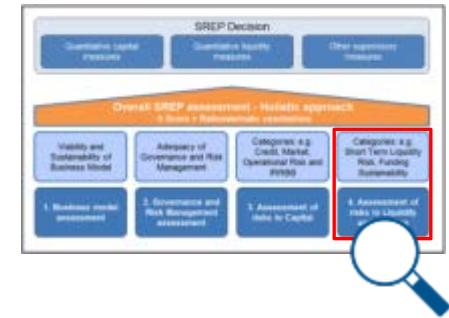 SREP Decision
Quantitative capital
measures
Quantitative liquidity
measures
Other supervisory
measures
Overall SREP assessment - Holistic approach
Viability and
Sustainability of
Business Model
Adequacy of
Governance and Risk
Management
Categories: e.g.
Credit, Market,
Operational Risk and
IRRBB
Categories: e.g.
Short Term Liquidity
Risk, Funding
Sustainability
1. Business model
assessment
2. Governance and
Risk Management
assessment
3. Assessment of
risks to Capital
4. Assessment of
risks to Liquidity